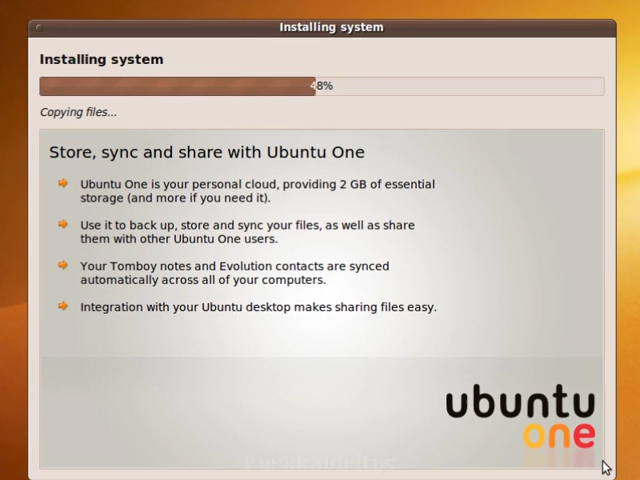 Installing system
Installing system
48%
Copying files...
Store, sync and share with Ubuntu One
Ubuntu One is your personal cloud, providing 2 GB of essential
storage (and more if you need it).
Use it to back up, store and sync your files, as well as share
them with other Ubuntu One users.
Your Tomboy notes and Evolution contacts are synced
automatically across all of your computers.
Integration with your Ubuntu desktop makes sharing files easy.
ubuntu
one